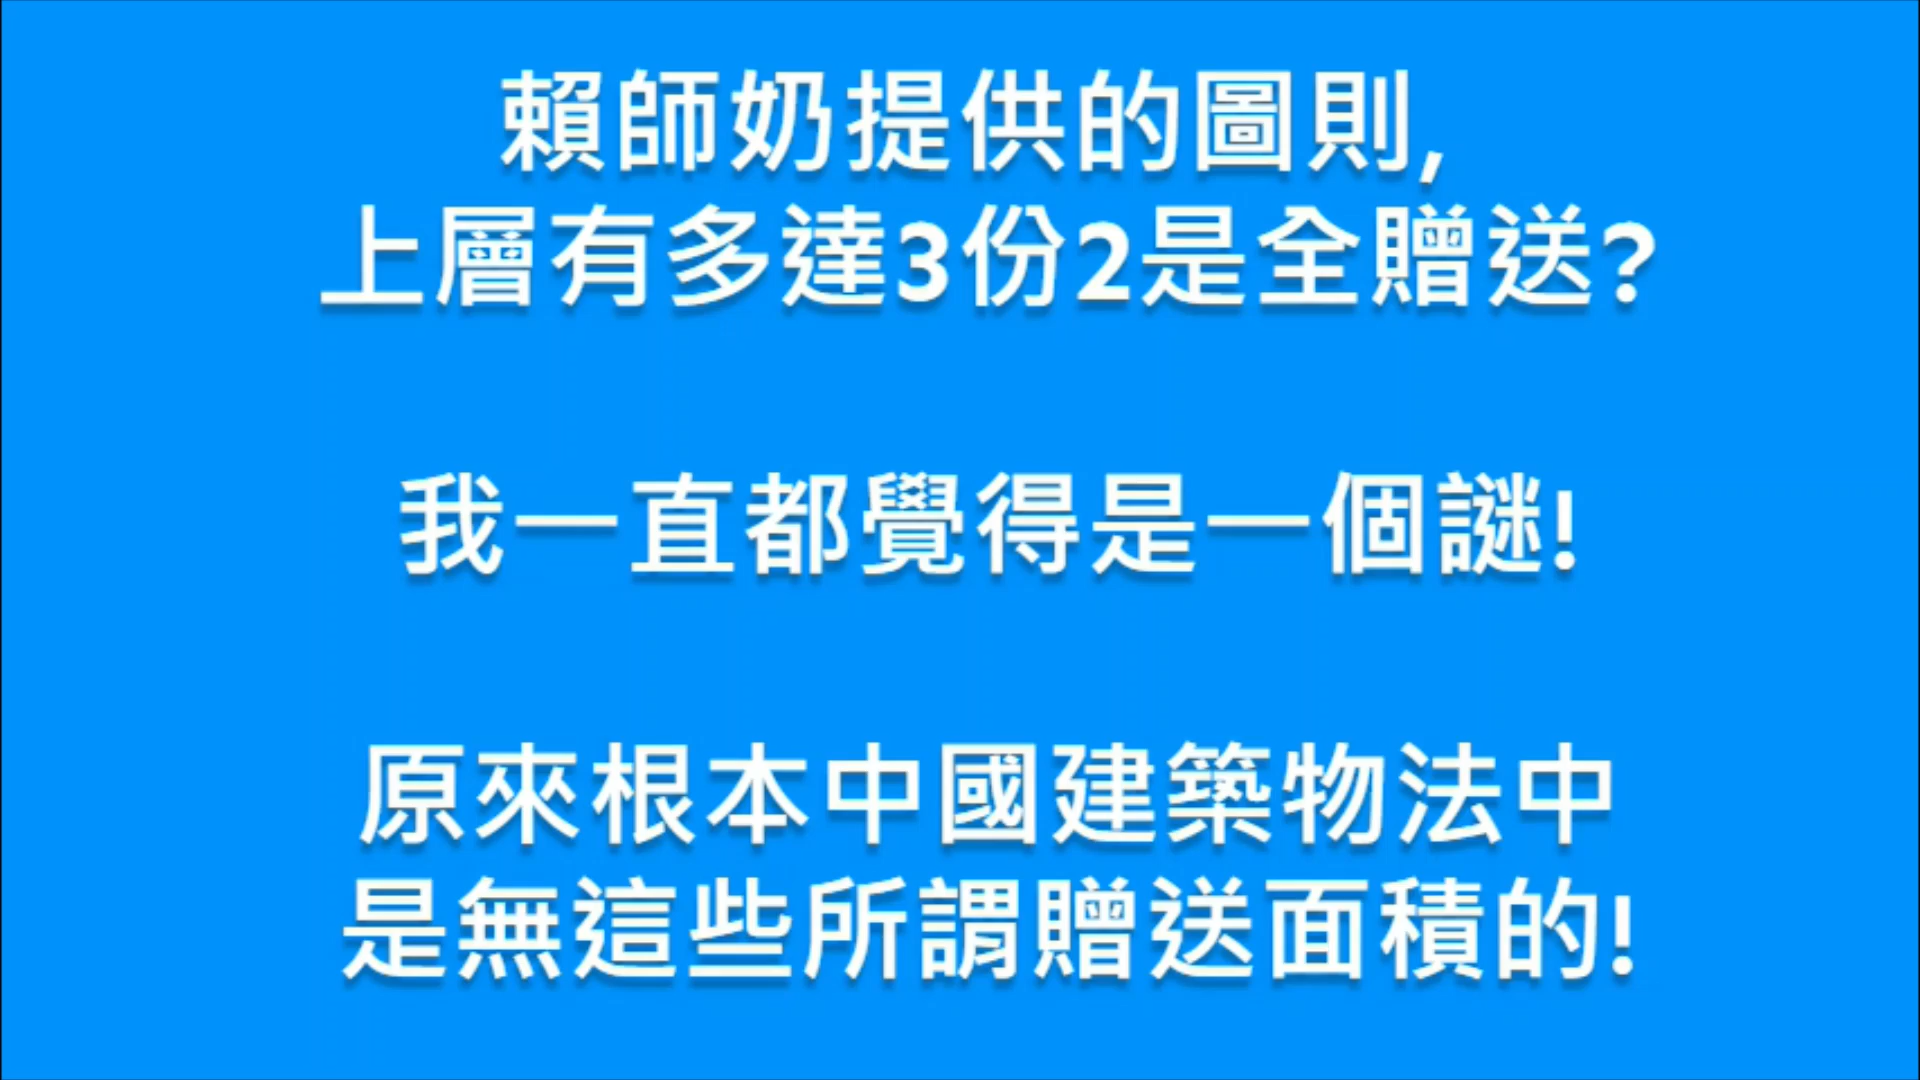 賴師奶提供的圖則,
上層有多達3份2是全贈送?
我一直都覺得是一個謎!
原來根本中國建築物法中
是無這些所謂贈送面積的!